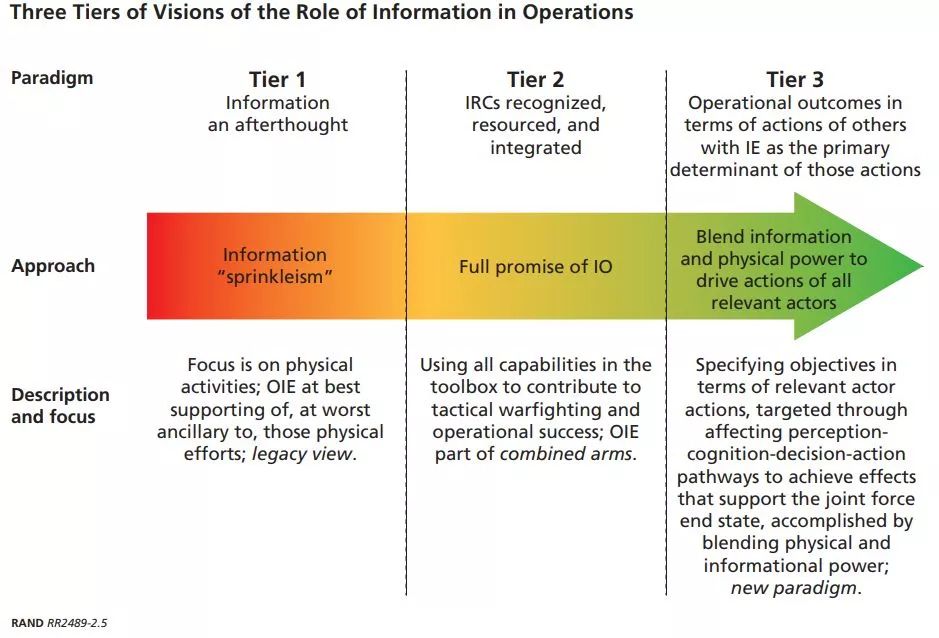 Three Tiers of Visions of the Role of Information in Operations
Paradigm
Tier 1
Information
an afterthought
Tier 2
IRCs recognized,
resourced, and
integrated
Tier 3
Operational outcomes in
terms of actions of others
with IE as the primary
determinant of those actions
Approach
Information
“sprinkleism”
Full promise of IO
Blend information
and physical power to
drive actions of all
relevant actors
Description
and focus
Focus is on physical
activities; OIE at best
supporting of, at worst
ancillary to, those physical
efforts; legacy view.
Using all capabilities in the
toolbox to contribute to
tactical warfighting and
operational success; OIE
part of combined arms.
Specifying objectives in
terms of relevant actor
actions, targeted through
affecting perception-
cognition-decision-action
pathways to achieve effects
that support the joint force
end state, accomplished by
blending physical and
informational power;
new paradigm.
RAND RR2489-2.5